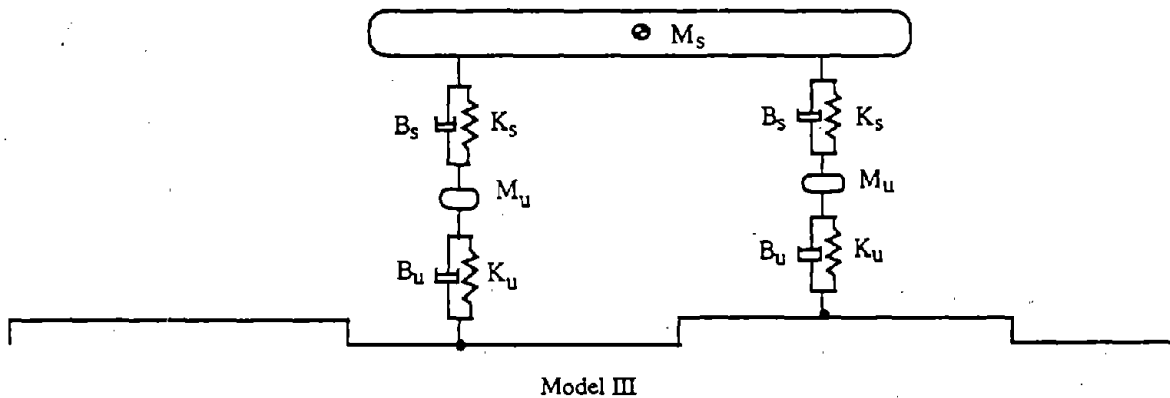 M_s
B_s K_s
B_s K_s
M_u
M_u
B_u K_u
B_u K_u
Model III